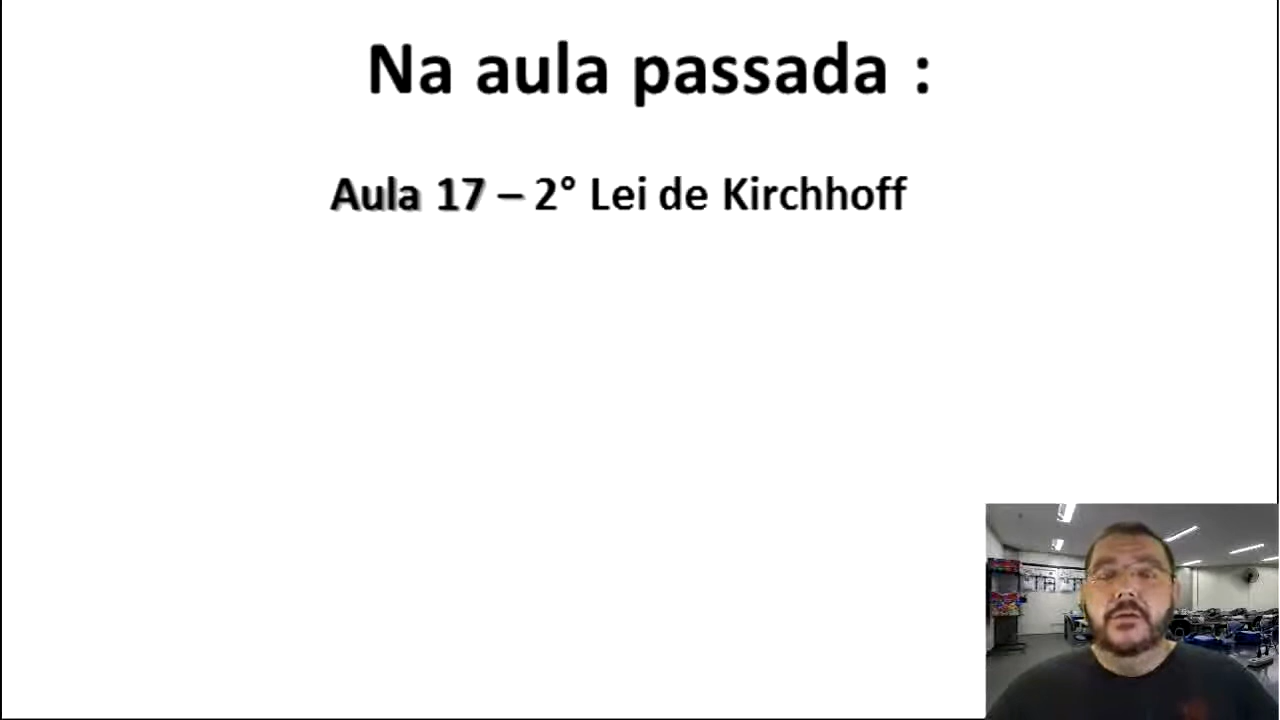 Na aula passada :
Aula 17 – 2° Lei de Kirchhoff